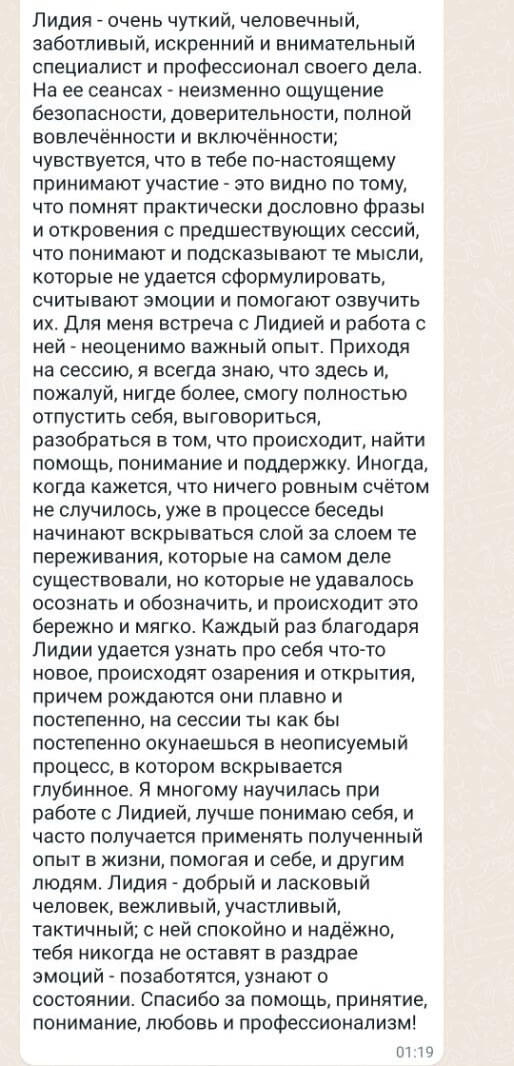 Лидия - очень чуткий, человечный,
заботливый, искренний и внимательный
специалист и профессионал своего дела.
На ее сеансах - неизменно ощущение
безопасности, доверительности, полной
вовлечённости и включённости;
чувствуется, что в тебе по-настоящему
принимают участие - это видно по тому,
что помнят практически дословно фразы
и откровения с предшествующих сессий,
что понимают и подсказывают те мысли,
которые не удается сформулировать,
считывают эмоции и помогают озвучить
их. Для меня встреча с Лидией и работа с
ней - неоценимо важный опыт. Приходя
на сессию, я всегда знаю, что здесь и,
пожалуй, нигде более, смогу полностью
отпустить себя, выговориться,
разобраться в том, что происходит, найти
помощь, понимание и поддержку. Иногда,
когда кажется, что ничего ровным счётом
не случилось, уже в процессе беседы
начинают вскрываться слой за слоем те
переживания, которые на самом деле
существовали, но которые не удавалось
осознать и обозначить, и происходит это
бережно и мягко. Каждый раз благодаря
Лидии удается узнать про себя что-то
новое, происходят озарения и открытия,
причем рождаются они плавно и
постепенно, на сессии ты как бы
постепенно окунаешься в неописуемый
процесс, в котором вскрывается
глубинное. Я многому научилась при
работе с Лидией, лучше понимаю себя, и
часто получается применять полученный
опыт в жизни, помогая и себе, и другим
людям. Лидия - добрый и ласковый
человек, вежливый, участливый,
тактичный; с ней спокойно и надёжно,
тебя никогда не оставят в раздрае
эмоций - позаботятся, узнают о
состоянии. Спасибо за помощь, принятие,
понимание, любовь и профессионализм!
01:19